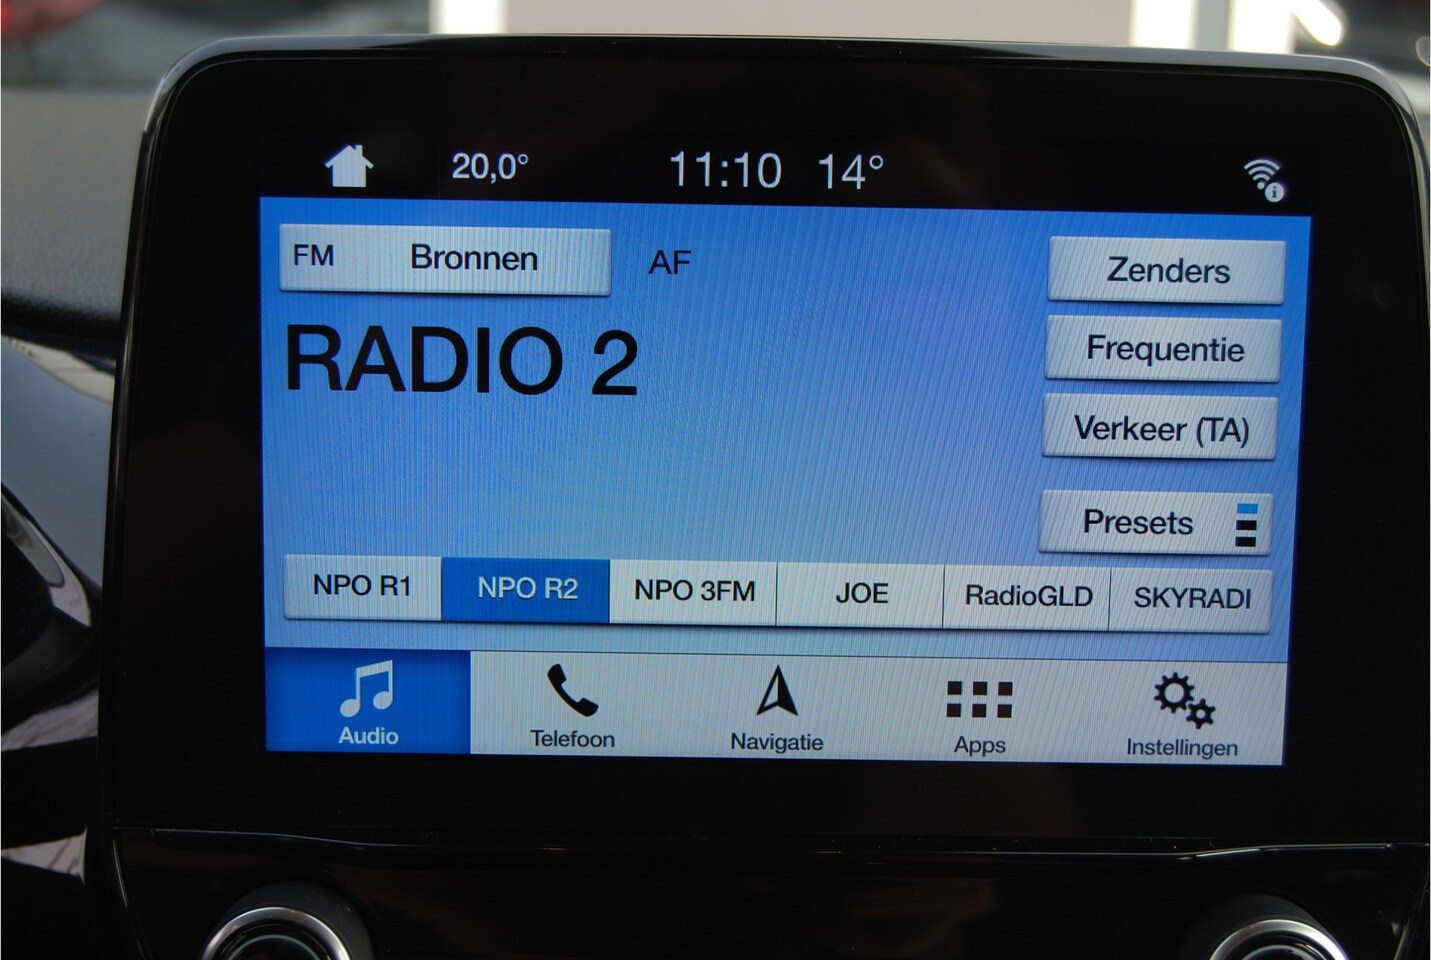 20,0° 11:10 14°
FM Bronnen AF
Zenders
RADIO 2
Frequentie
Verkeer (TA)
Presets
NPO R1 NPO R2 NPO 3FM JOE RadioGLD SKYRADI
Audio Telefoon Navigatie Apps Instellingen